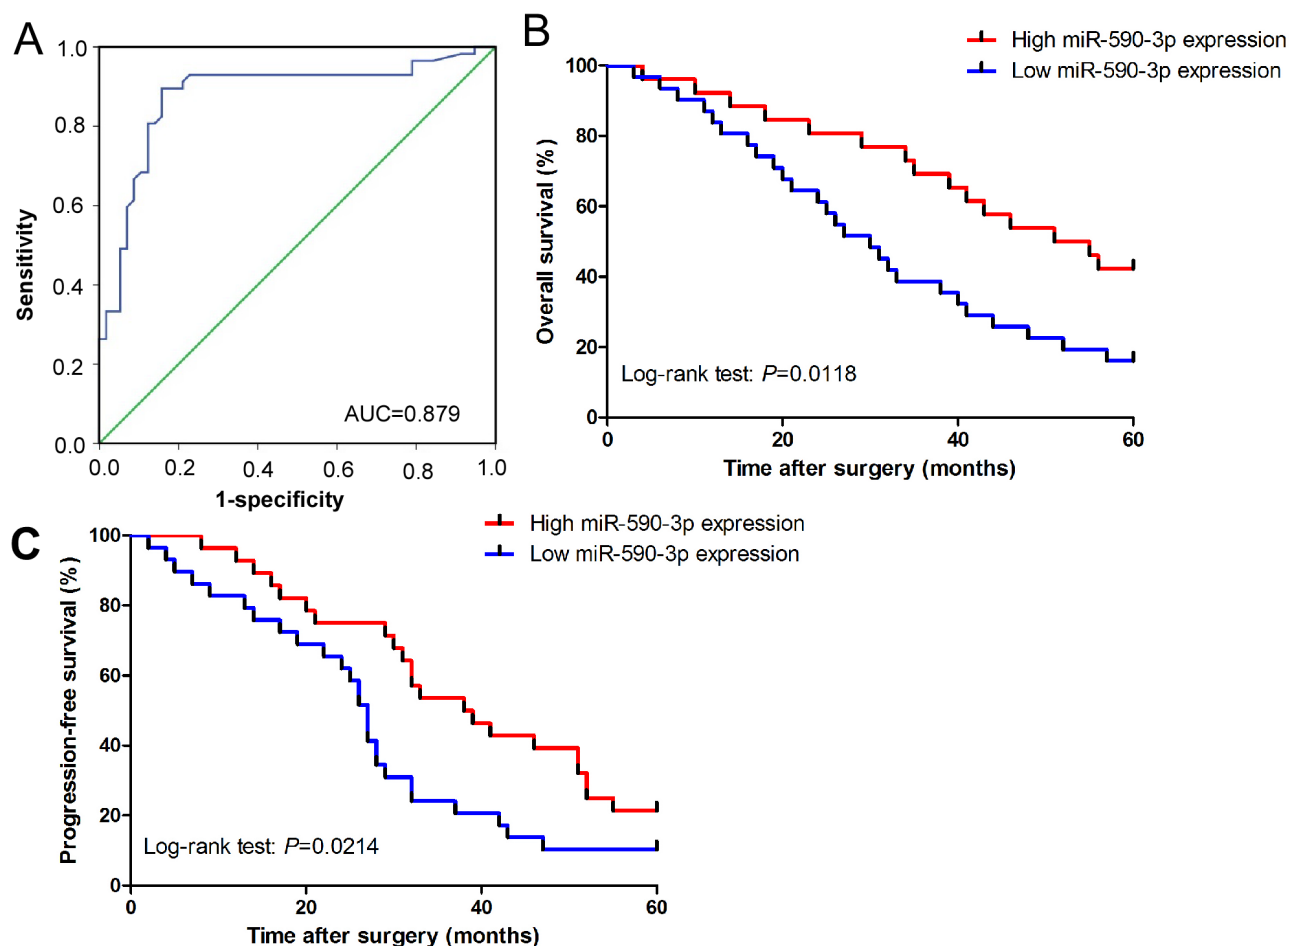 A
1.0
0.8
0.6
0.4
0.2
0.0
Sensitivity
AUC=0.879
0.0
0.2
0.4
0.6
0.8
1.0
1-specificity
B
High miR-590-3p expression
Low miR-590-3p expression
100
80
60
40
20
0
Overall survival (%)
Log-rank test: P=0.0118
0
20
40
60
Time after surgery (months)
C
High miR-590-3p expression
Low miR-590-3p expression
100
80
60
40
20
0
Progression-free survival (%)
Log-rank test: P=0.0214
0
20
40
60
Time after surgery (months)